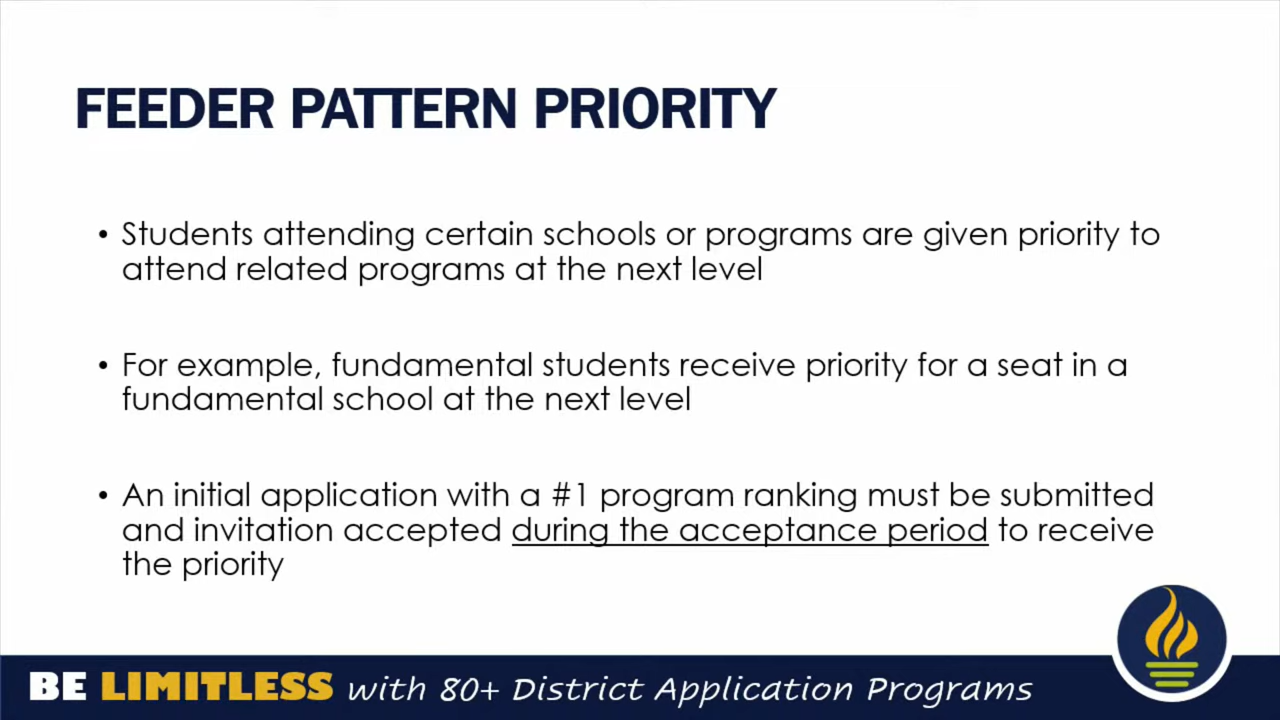 FEEDER PATTERN PRIORITY
• Students attending certain schools or programs are given priority to
attend related programs at the next level
• For example, fundamental students receive priority for a seat in a
fundamental school at the next level
• An initial application with a #1 program ranking must be submitted
and invitation accepted during the acceptance period to receive
the priority
BE LIMITLESS with 80+ District Application Programs